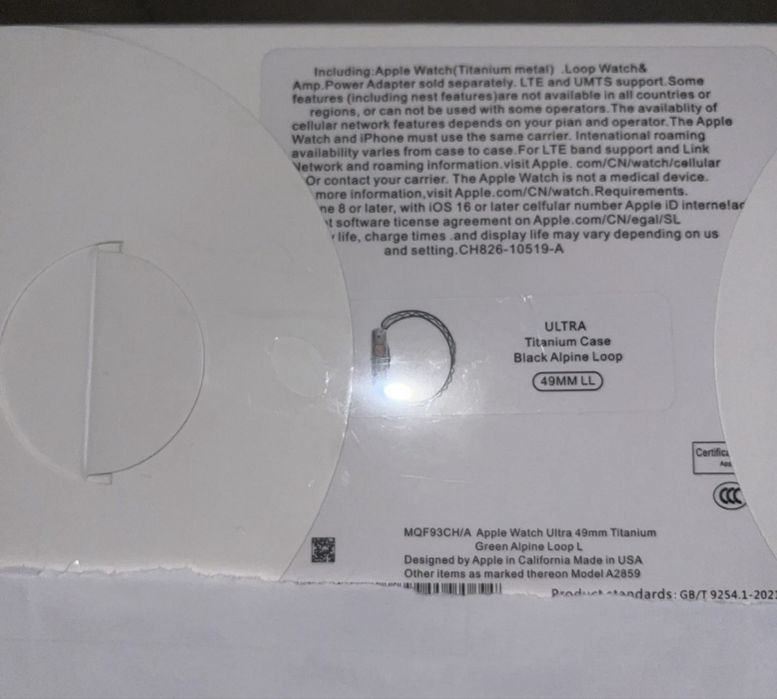 Including:Apple Watch(Titanium metal) .Loop Watch&
Amp.Power Adapter sold separately. LTE and UMTS support.Some
features (including nest features)are not available in all countries or
regions, or can not be used with some operators.The availablity of
cellular network features depends on your pian and operator.The Apple
Watch and iPhone must use the same carrier. Intenational roaming
availability varies from case to case.For LTE band support and Link
Network and roaming information.visit Apple. com/CN/watch/cellular
Or contact your carrier. The Apple Watch is not a medical device.
more information,visit Apple.com/CN/watch.Requirements.
ne 8 or later, with iOS 16 or later celfular number Apple iD internelac
t software ticense agreement on Apple.com/CN/egal/SL
life, charge times .and display life may vary depending on us
and setting.CH826-10519-A
ULTRA
Titanium Case
Black Alpine Loop
49MM LL
Certific
App
CCC
MQF93CH/A Apple Watch Ultra 49mm Titanium
Green Alpine Loop L
Designed by Apple in California Made in USA
Other items as marked thereon Model A2859
Product standards: GB/T 9254.1-2021